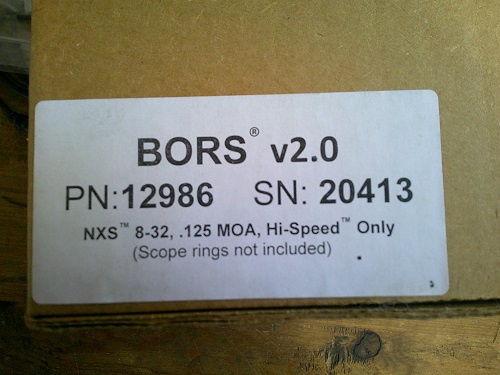 BORS® v2.0
PN:12986 SN: 20413
NXS™ 8-32, .125 MOA, Hi-Speed™ Only
(Scope rings not included)